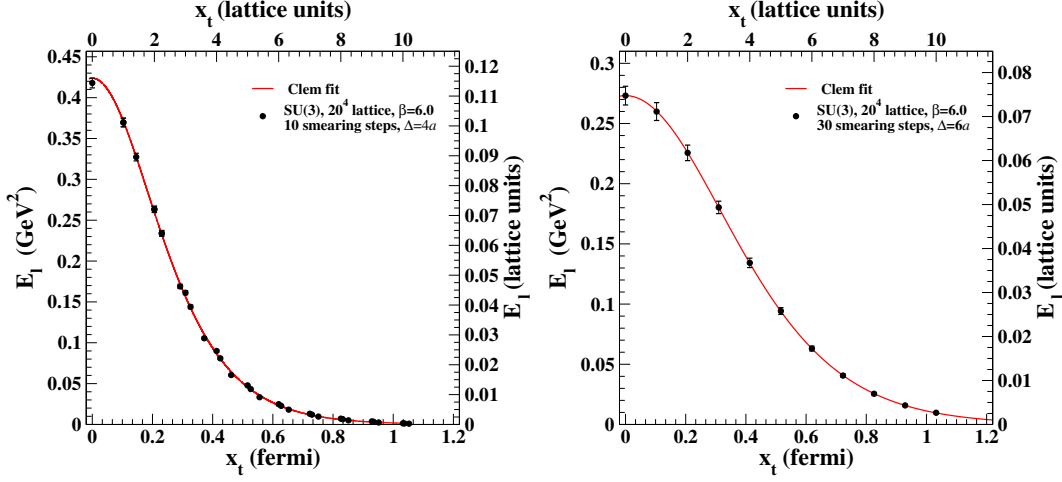 x_t (lattice units)
0 2 4 6 8 10
0.45
0.4
0.35
0.3
0.25
0.2
0.15
0.1
0.05
0
E_l (GeV^2)
Clem fit
SU(3), 20^4 lattice, β=6.0
10 smearing steps, Δ=4a
0.12
0.11
0.1
0.09
0.08
0.07
0.06
0.05
0.04
0.03
0.02
0.01
0
E_l (lattice units)
0 0.2 0.4 0.6 0.8 1 1.2
x_t (fermi)
x_t (lattice units)
0 2 4 6 8 10
0.3
0.25
0.2
0.15
0.1
0.05
0
E_l (GeV^2)
Clem fit
SU(3), 20^4 lattice, β=6.0
30 smearing steps, Δ=6a
0.08
0.07
0.06
0.05
0.04
0.03
0.02
0.01
0
E_l (lattice units)
0 0.2 0.4 0.6 0.8 1 1.2
x_t (fermi)